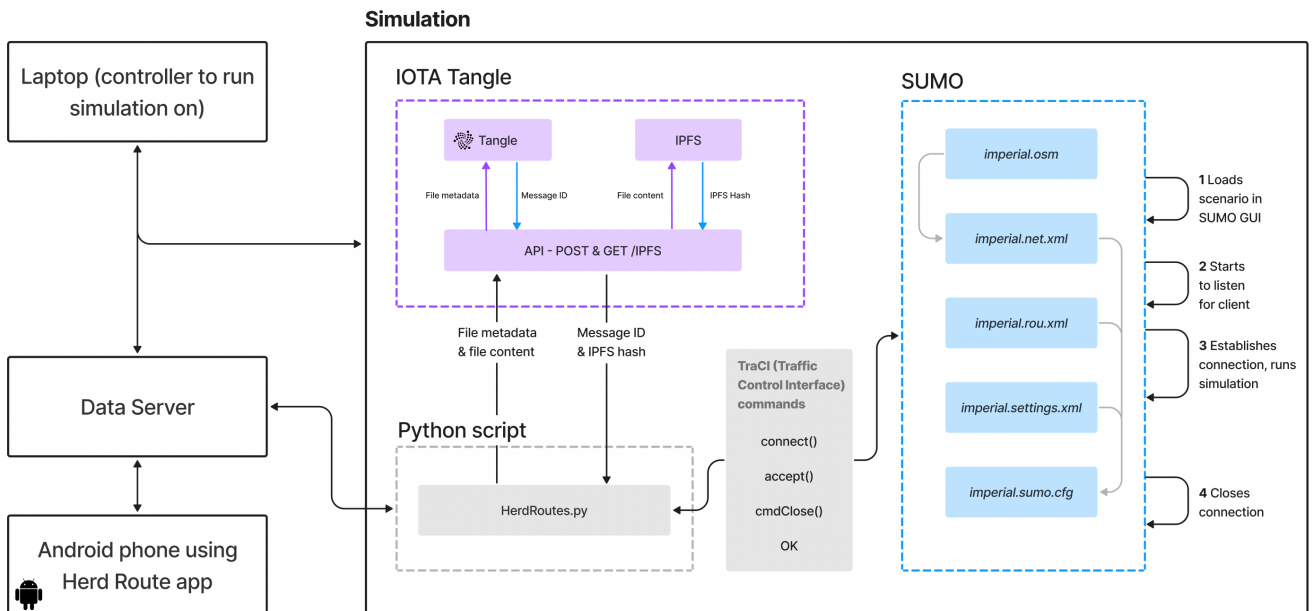 Simulation
Laptop (controller to run
simulation on)
Data Server
Android phone using
Herd Route app
IOTA Tangle
Tangle
IPFS
File metadata
Message ID
File content
IPFS Hash
API - POST & GET /IPFS
File metadata
& file content
Message ID
& IPFS hash
Python script
HerdRoutes.py
TraCI (Traffic
Control Interface)
commands
connect()
accept()
cmdClose()
OK
SUMO
imperial.osm
imperial.net.xml
imperial.rou.xml
imperial.settings.xml
imperial.sumo.cfg
1 Loads
scenario in
SUMO GUI
2 Starts
to listen
for client
3 Establishes
connection, runs
simulation
4 Closes
connection